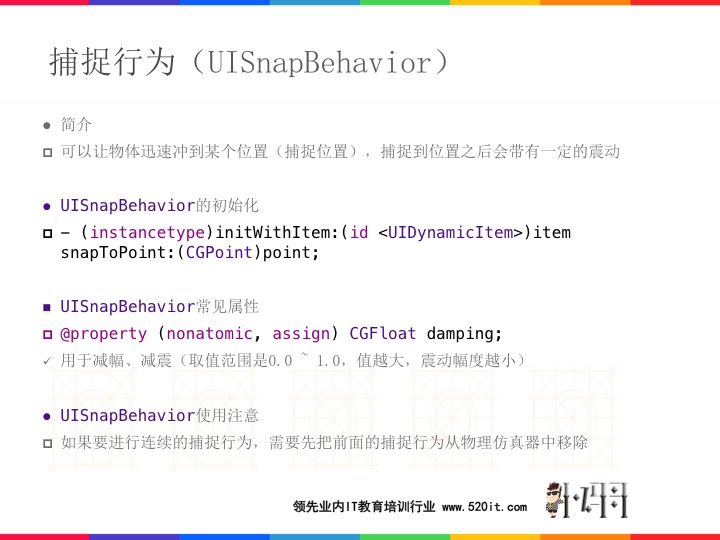 捕捉行为（UISnapBehavior）
简介
可以让物体迅速冲到某个位置（捕捉位置），捕捉到位置之后会带有一定的震动
UISnapBehavior的初始化
- (instancetype)initWithItem:(id <UIDynamicItem>)item
snapToPoint:(CGPoint)point;
UISnapBehavior常见属性
@property (nonatomic, assign) CGFloat damping;
用于减幅、减震（取值范围是0.0 ~ 1.0，值越大，震动幅度越小）
UISnapBehavior使用注意
如果要进行连续的捕捉行为，需要先把前面的捕捉行为从物理仿真器中移除
领先业内IT教育培训行业 www.520it.com
小码哥